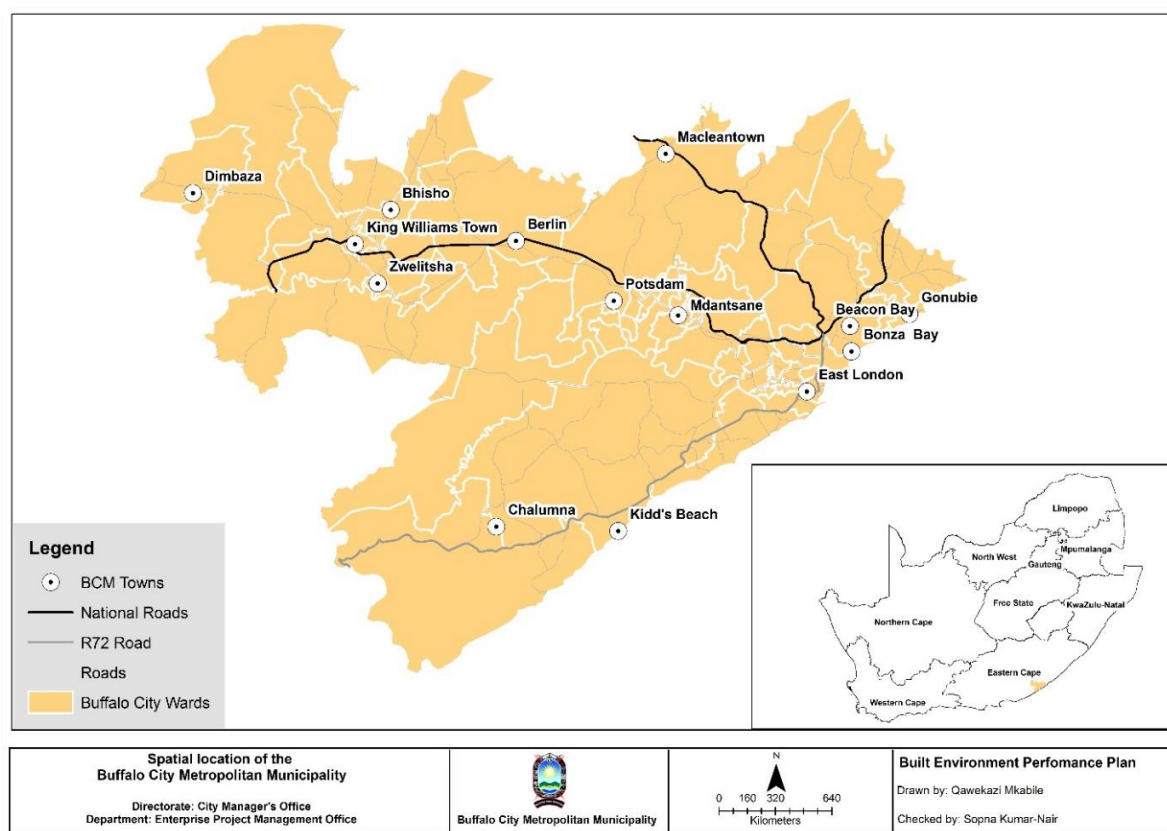 Macleantown
Dimbaza
Bhisho
King Williams Town
Berlin
Zwelitsha
Potsdam
Mdantsane
Gonubie
Beacon Bay
Bonza Bay
East London
Chalumna
Kidd's Beach
Legend
BCM Towns
National Roads
R72 Road
Roads
Buffalo City Wards
Limpopo
North West
Mpumalanga
Gauteng
Free State
KwaZulu-Natal
Northern Cape
Eastern Cape
Western Cape
Spatial location of the
Buffalo City Metropolitan Municipality
Directorate: City Manager's Office
Department: Enterprise Project Management Office
Buffalo City Metropolitan Municipality
N
0 160 320 640
Kilometers
Built Environment Perfomance Plan
Drawn by: Qawekazi Mkabile
Checked by: Sopna Kumar-Nair